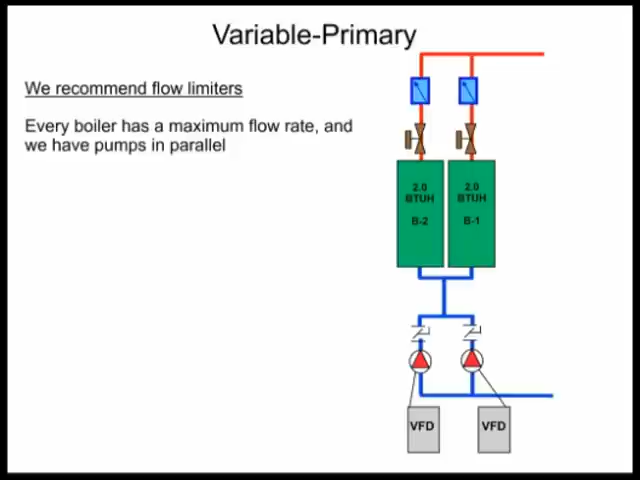 Variable-Primary
We recommend flow limiters
Every boiler has a maximum flow rate, and
we have pumps in parallel
2.0
BTUH
B-2
2.0
BTUH
B-1
VFD
VFD